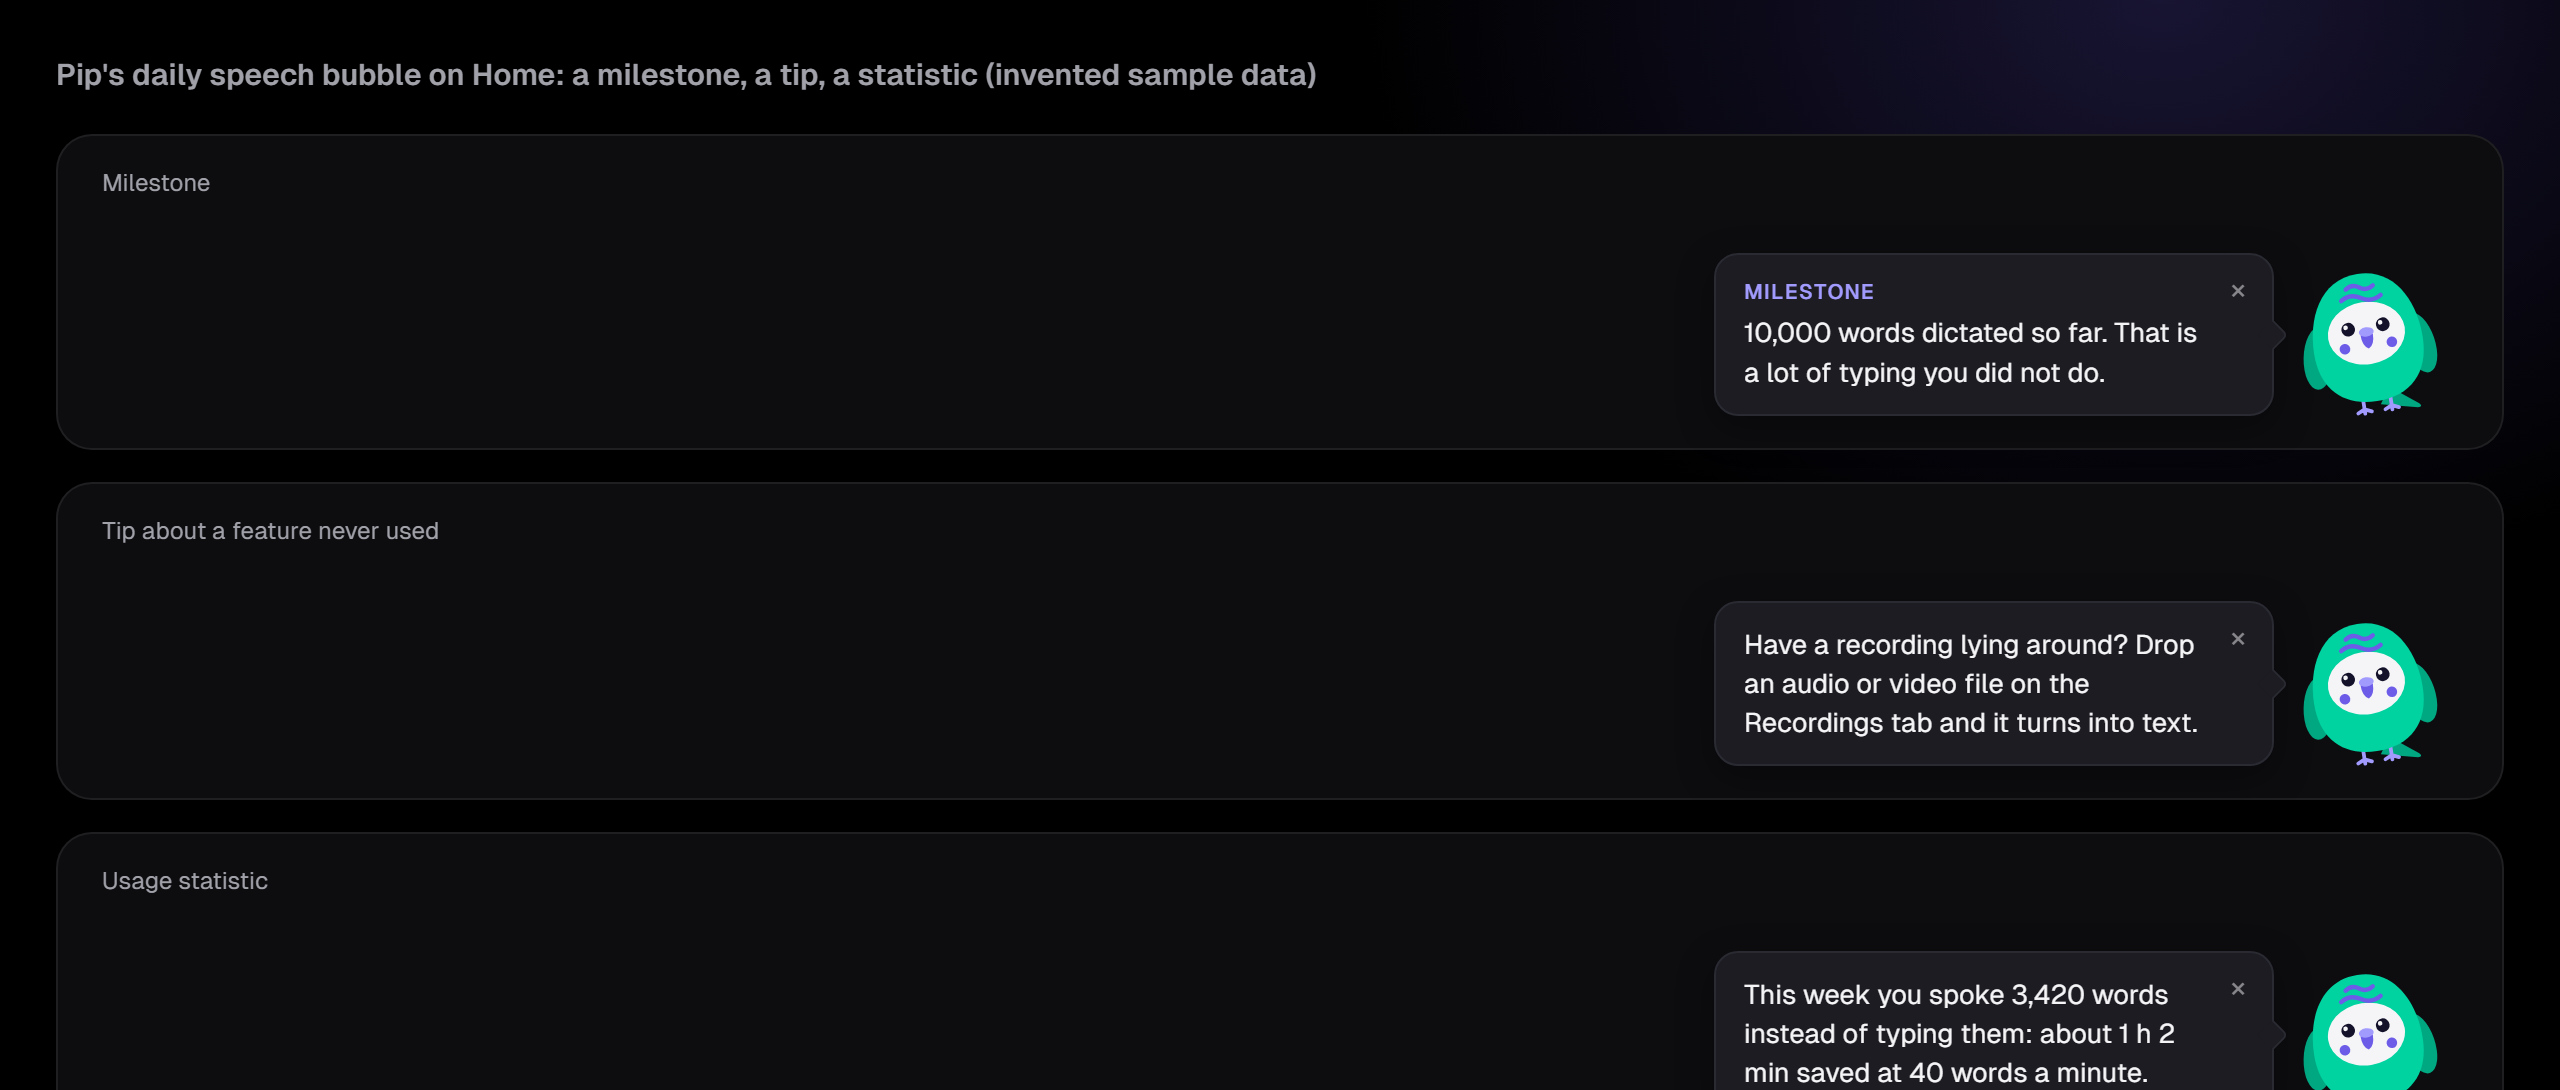 Pip's daily speech bubble on Home: a milestone, a tip, a statistic (invented sample data)
Milestone
MILESTONE
10,000 words dictated so far. That is
a lot of typing you did not do.
Tip about a feature never used
Have a recording lying around? Drop
an audio or video file on the
Recordings tab and it turns into text.
Usage statistic
This week you spoke 3,420 words
instead of typing them: about 1 h 2
min saved at 40 words a minute.